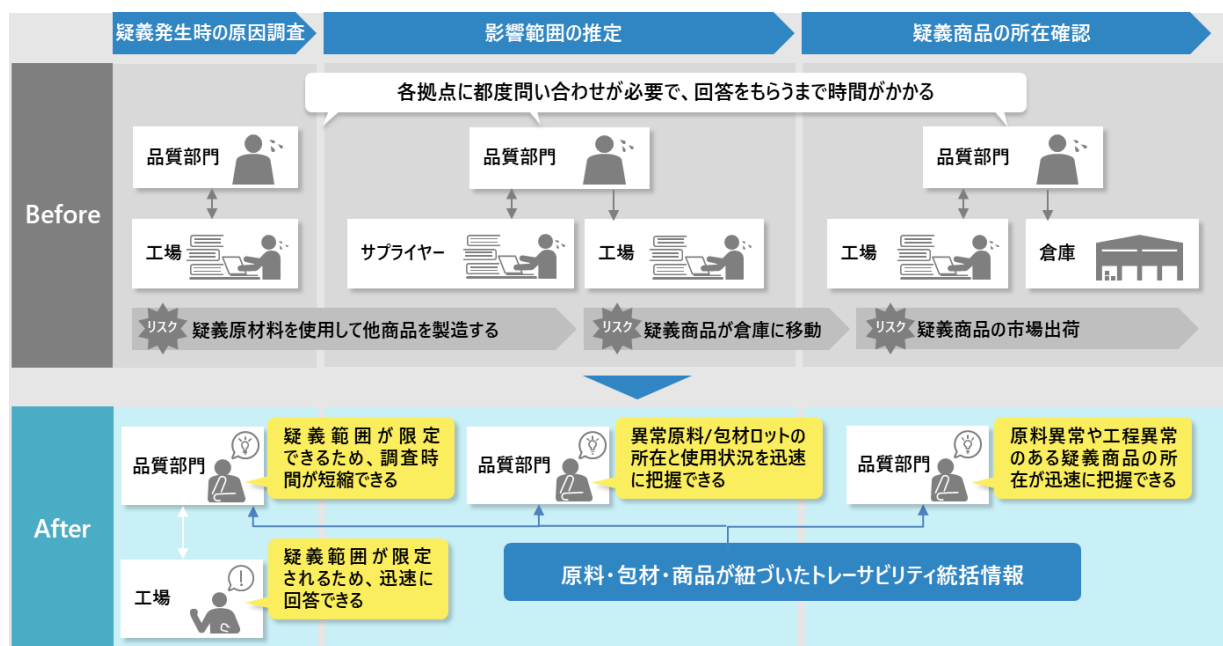 疑義発生時の原因調査
影響範囲の推定
疑義商品の所在確認
Before
各拠点に都度問い合わせが必要で、回答をもらうまで時間がかかる
品質部門
品質部門
品質部門
工場
サプライヤー
工場
工場
倉庫
リスク 疑義原材料を使用して他商品を製造する
リスク 疑義商品が倉庫に移動
リスク 疑義商品の市場出荷
After
品質部門
疑義範囲が限定
できるため、調査時
間が短縮できる
品質部門
異常原料/包材ロットの
所在と使用状況を迅速
に把握できる
品質部門
原料異常や工程異常
のある疑義商品の所
在が迅速に把握できる
工場
疑義範囲が限定
されるため、迅速に
回答できる
原料・包材・商品が紐づいたトレーサビリティ統括情報